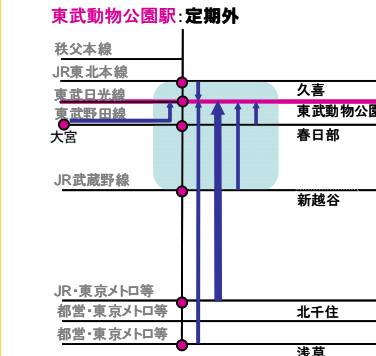 東武動物公園駅：定期外
秩父本線
JR東北本線
久喜
東武日光線
東武動物公園
東武野田線
大宮
春日部
JR武蔵野線
新越谷
JR・東京メトロ等
北千住
都営・東京メトロ等
都営・東京メトロ等
浅草